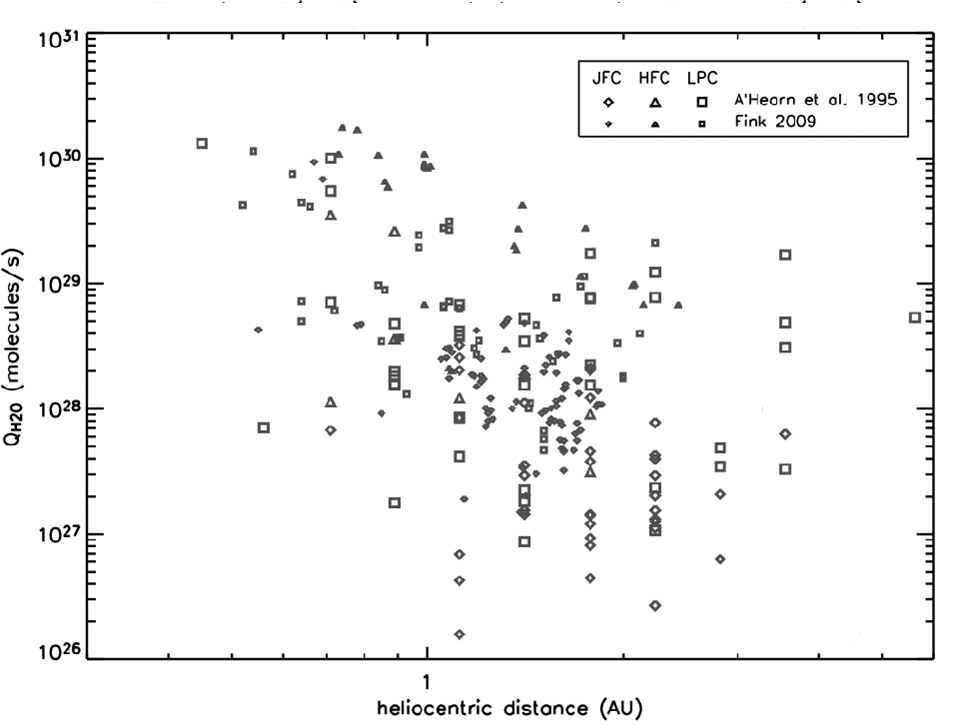 10^31
JFC HFC LPC
A'Hearn et al. 1995
Fink 2009
10^30
10^29
10^28
10^27
10^26
Q_H2O (molecules/s)
1
heliocentric distance (AU)